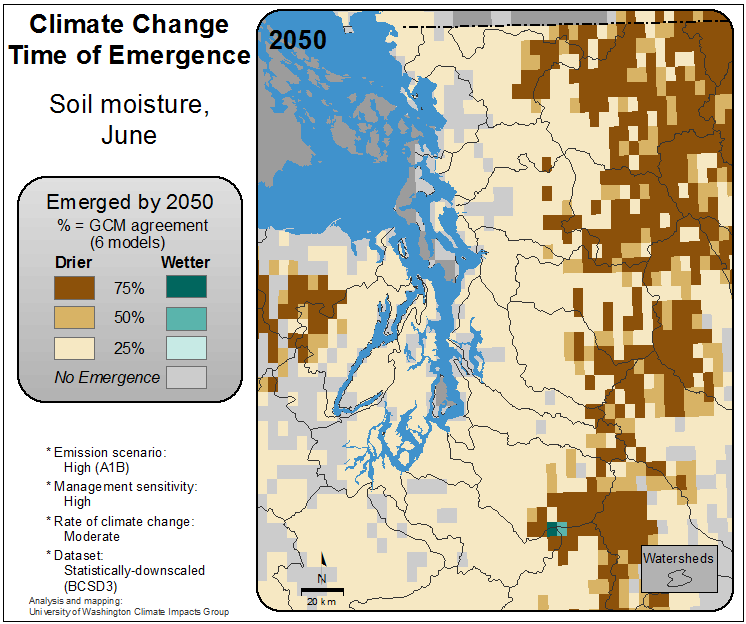 Climate Change
Time of Emergence
Soil moisture,
June
Emerged by 2050
% = GCM agreement
(6 models)
Drier Wetter
75%
50%
25%
No Emergence
* Emission scenario:
High (A1B)
* Management sensitivity:
High
* Rate of climate change:
Moderate
* Dataset:
Statistically-downscaled
(BCSD3)
Analysis and mapping:
University of Washington Climate Impacts Group
2050
N
20 km
Watersheds